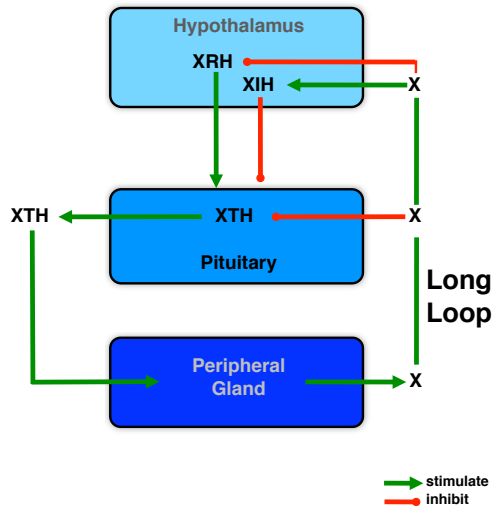 Hypothalamus
XRH
XIH
X
XTH
XTH
X
Pituitary
Long
Loop
Peripheral
Gland
X
stimulate
inhibit